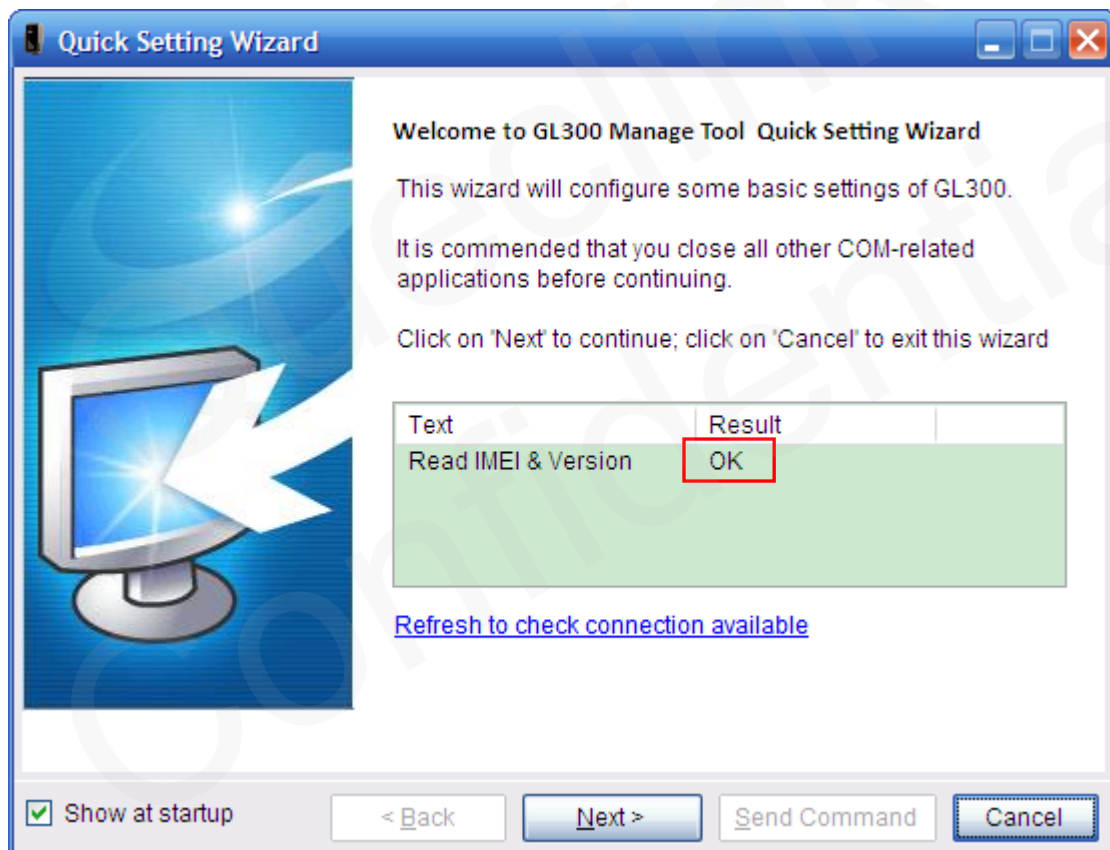 Quick Setting Wizard
Welcome to GL300 Manage Tool  Quick Setting Wizard
This wizard will configure some basic settings of GL300.
It is commended that you close all other COM-related
applications before continuing.
Click on 'Next' to continue; click on 'Cancel' to exit this wizard
Text Result
Read IMEI & Version OK
Refresh to check connection available
Show at startup < Back Next > Send Command Cancel